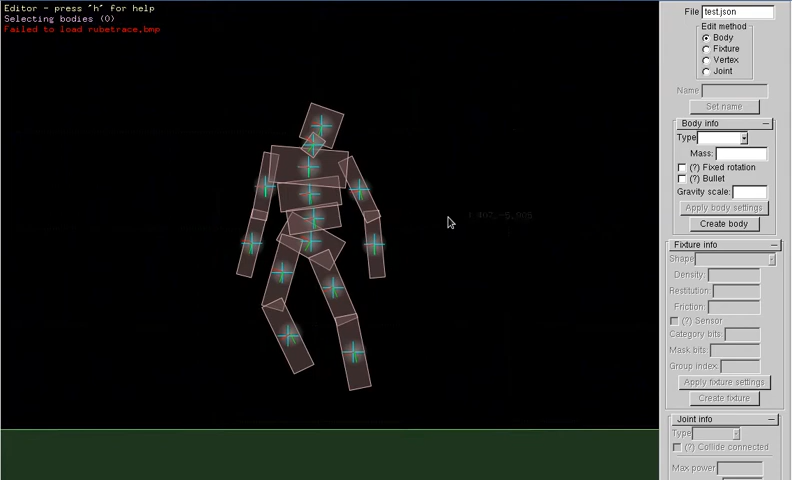 Editor - press "h" for help
Selecting bodies (0)
Failed to load rubetrace.bmp
File test.json
Edit method
Body
Fixture
Vertex
Joint
Name
Set name
Body info
Type
Mass:
(?) Fixed rotation
(?) Bullet
Gravity scale:
Apply body settings
Create body
Fixture info
Shape
Density:
Restitution:
Friction:
(?) Sensor
Category bits:
Mask bits:
Group index:
Apply fixture settings
Create fixture
Joint info
Type
(?) Collide connected
Max power